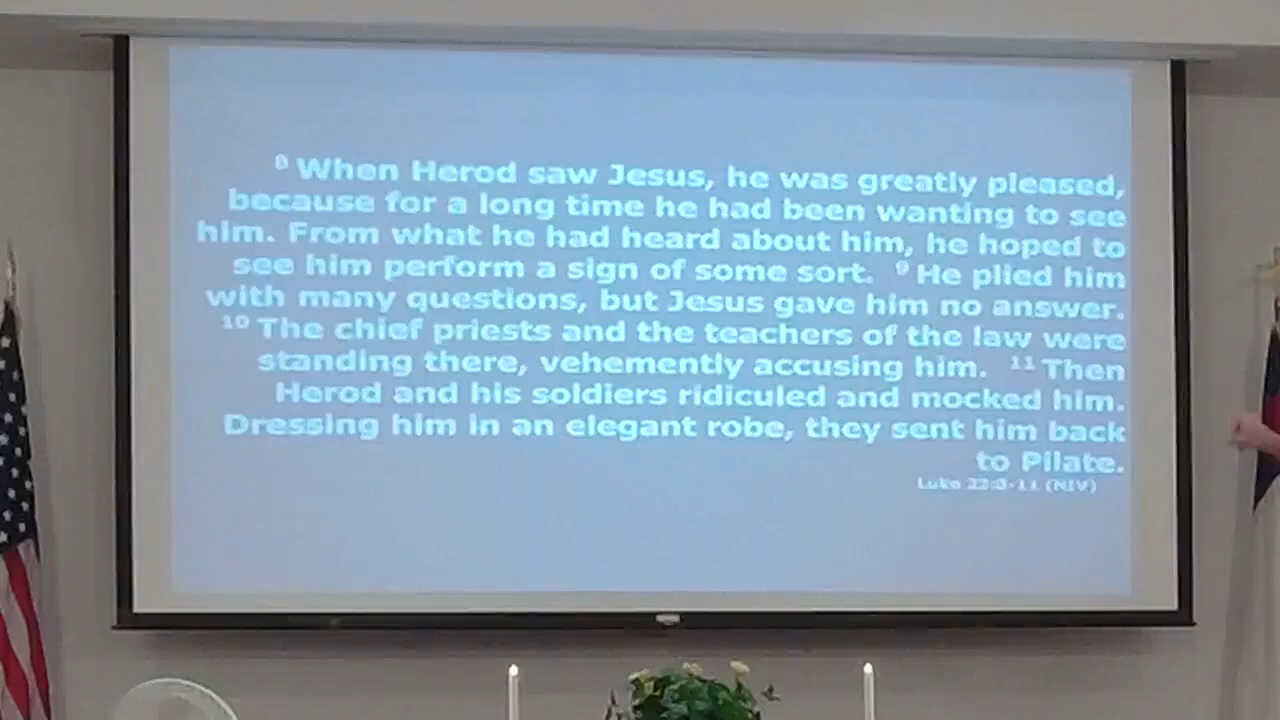 8 When Herod saw Jesus, he was greatly pleased,
because for a long time he had been wanting to see
him. From what he had heard about him, he hoped to
see him perform a sign of some sort. 9 He plied him
with many questions, but Jesus gave him no answer.
10 The chief priests and the teachers of the law were
standing there, vehemently accusing him. 11 Then
Herod and his soldiers ridiculed and mocked him.
Dressing him in an elegant robe, they sent him back
to Pilate.
Luke (NIV)